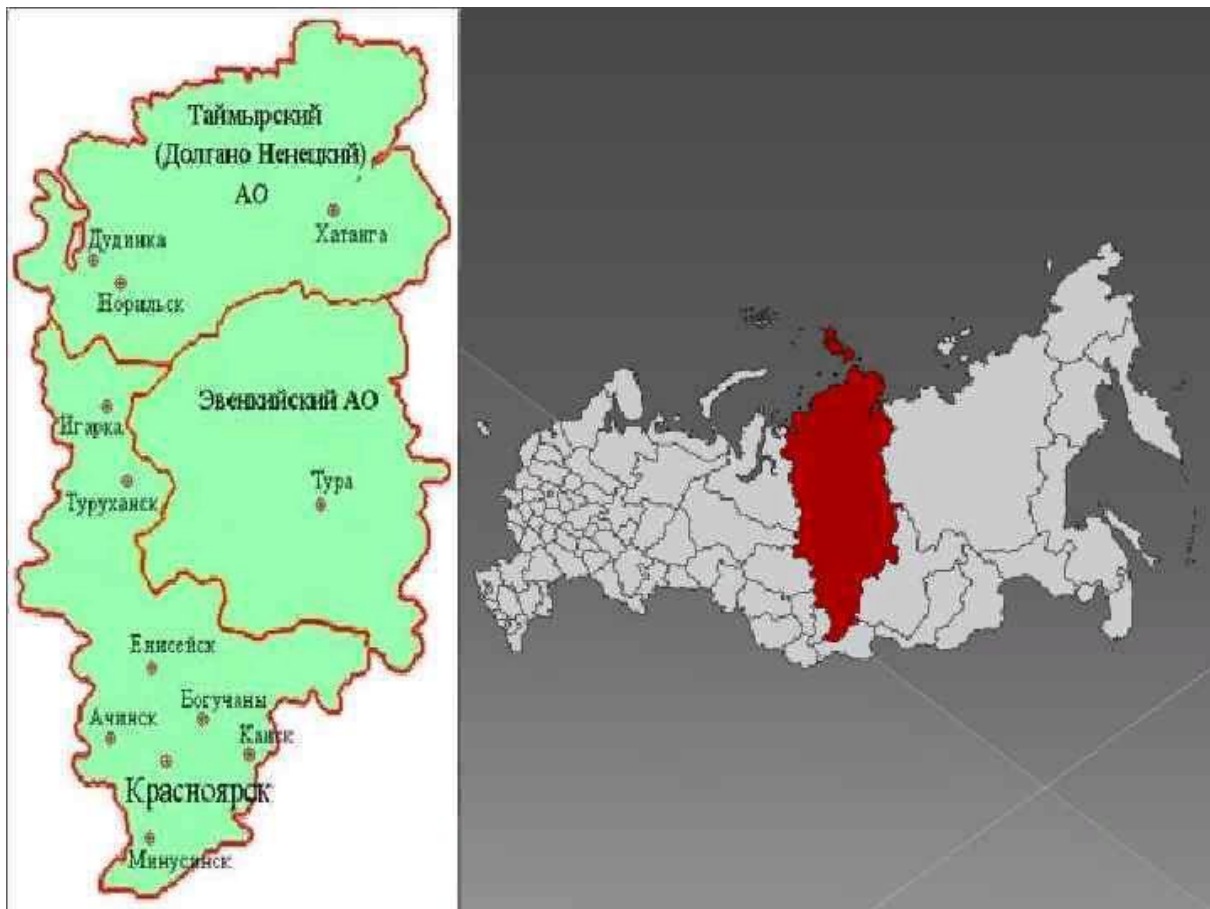 Таймырский
(Долгано Ненецкий)
АО
Хатанга
Дудинка
Норильск
Эвенкийский АО
Игарка
Тура
Туруханск
Енисейск
Богучаны
Ачинск
Канск
Красноярск
Минусинск